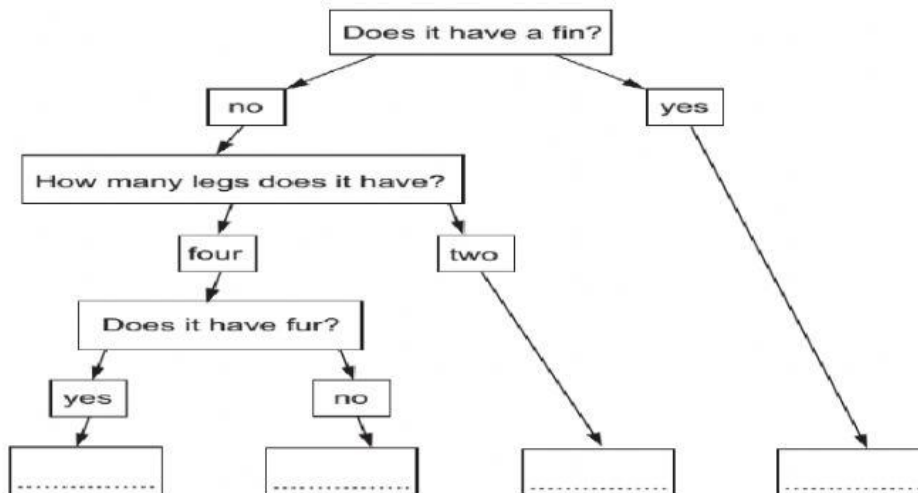 Does it have a fin?
no
yes
How many legs does it have?
four
two
Does it have fur?
yes
no